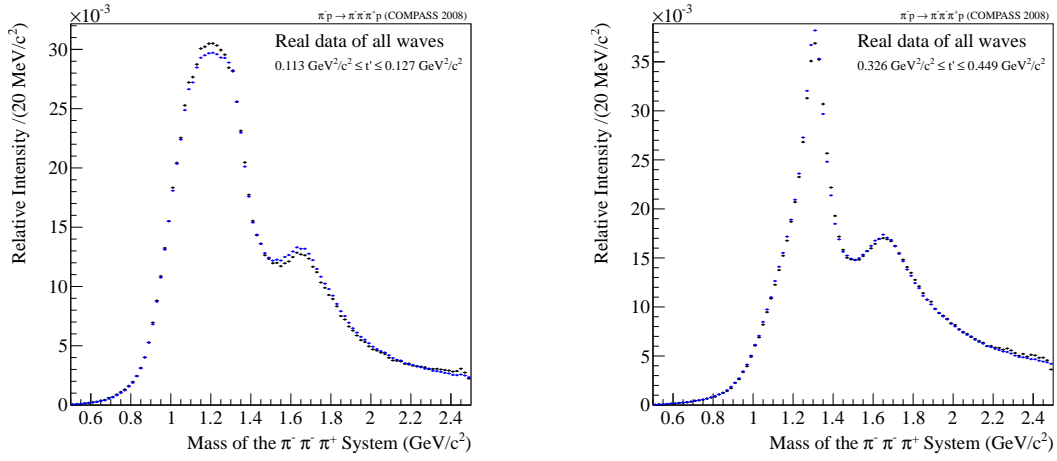 π⁻p → π⁻π⁻π⁺p (COMPASS 2008)
×10⁻³
Real data of all waves
0.113 GeV²/c² ≤ t' ≤ 0.127 GeV²/c²
Relative Intensity /(20 MeV/c²)
30
25
20
15
10
5
0
0.6 0.8 1 1.2 1.4 1.6 1.8 2 2.2 2.4
Mass of the π⁻ π⁻ π⁺ System (GeV/c²)
π⁻p → π⁻π⁻π⁺p (COMPASS 2008)
×10⁻³
Real data of all waves
0.326 GeV²/c² ≤ t' ≤ 0.449 GeV²/c²
Relative Intensity /(20 MeV/c²)
35
30
25
20
15
10
5
0
0.6 0.8 1 1.2 1.4 1.6 1.8 2 2.2 2.4
Mass of the π⁻ π⁻ π⁺ System (GeV/c²)